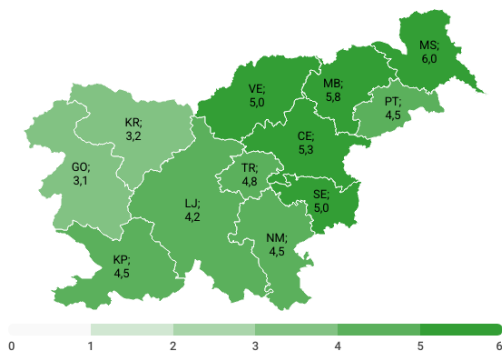 MS;
6,0
VE;
5,0
MB;
5,8
PT;
4,5
KR;
3,2
CE;
5,3
GO;
3,1
TR;
4,8
SE;
5,0
LJ;
4,2
NM;
4,5
KP;
4,5
0 1 2 3 4 5 6